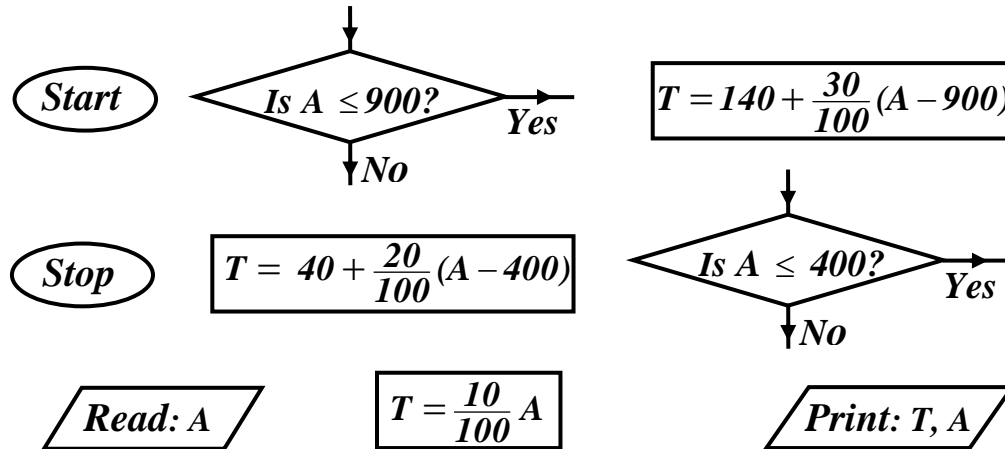 Start
Is A ≤ 900?
Yes
No
T = 140 + 30/100 (A − 900)
Stop
T = 40 + 20/100 (A − 400)
Is A ≤ 400?
Yes
No
Read: A
T = 10/100 A
Print: T, A